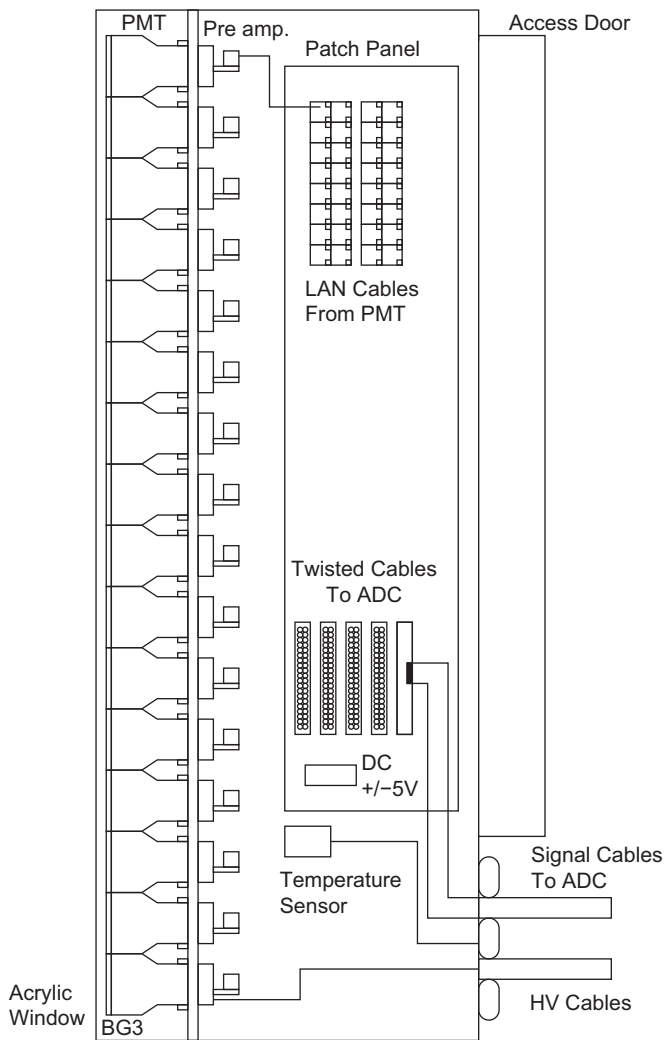 PMT
Pre amp.
Access Door
Patch Panel
LAN Cables
From PMT
Twisted Cables
To ADC
DC
+/−5V
Signal Cables
To ADC
Temperature
Sensor
HV Cables
Acrylic
Window
BG3